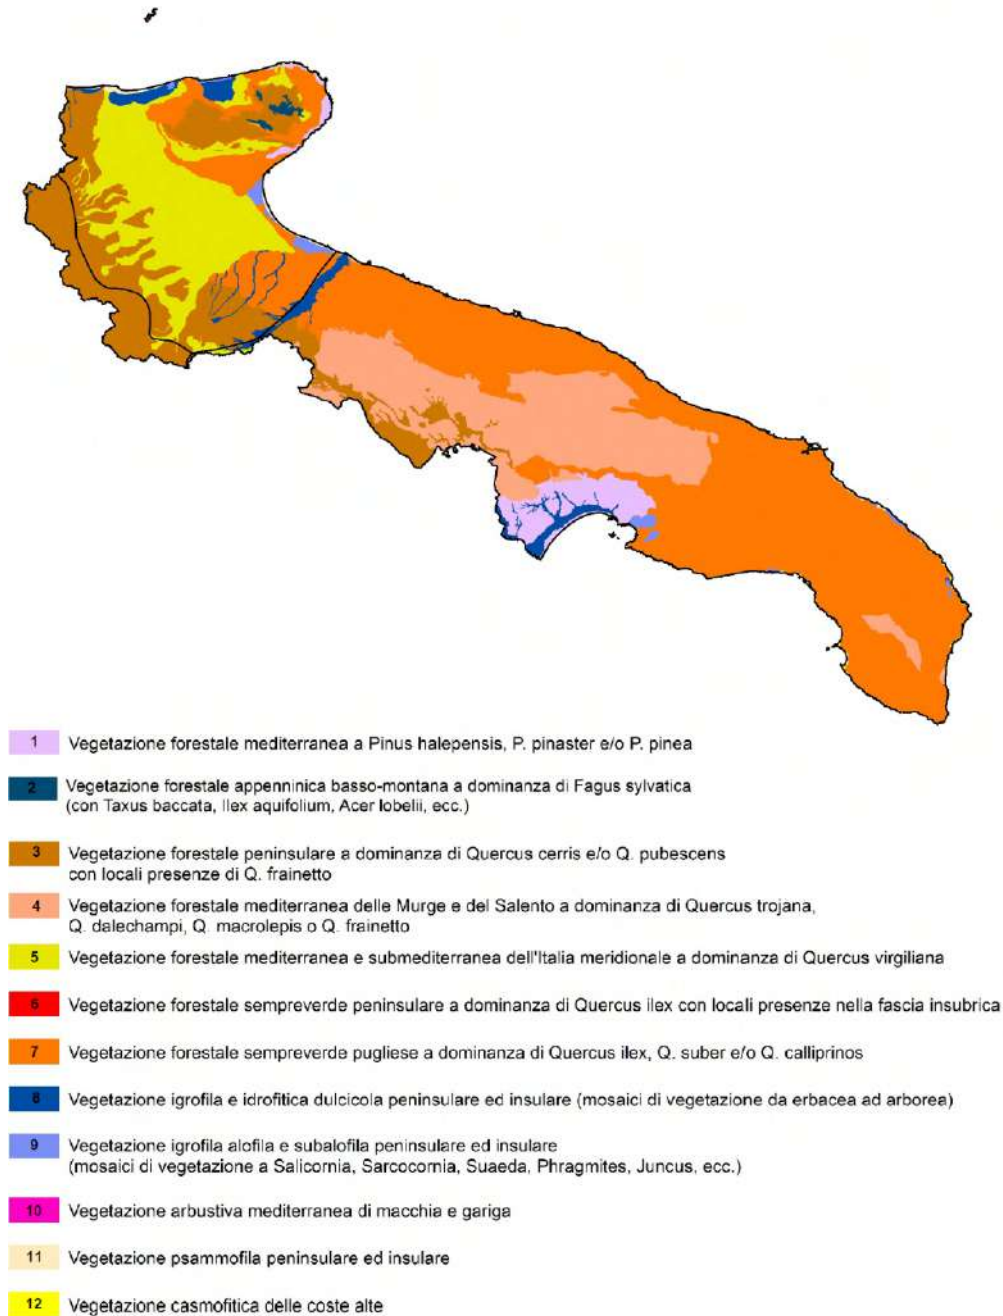 1 Vegetazione forestale mediterranea a Pinus halepensis, P. pinaster e/o P. pinea
2 Vegetazione forestale appenninica basso-montana a dominanza di Fagus sylvatica
(con Taxus baccata, Ilex aquifolium, Acer lobelii, ecc.)
3 Vegetazione forestale peninsulare a dominanza di Quercus cerris e/o Q. pubescens
con locali presenze di Q. frainetto
4 Vegetazione forestale mediterranea delle Murge e del Salento a dominanza di Quercus trojana,
Q. dalechampi, Q. macrolepis o Q. frainetto
5 Vegetazione forestale mediterranea e submediterranea dell'Italia meridionale a dominanza di Quercus virgiliana
6 Vegetazione forestale sempreverde peninsulare a dominanza di Quercus ilex con locali presenze nella fascia insubrica
7 Vegetazione forestale sempreverde pugliese a dominanza di Quercus ilex, Q. suber e/o Q. calliprinos
8 Vegetazione igrofila e idrofitica dulcicola peninsulare ed insulare (mosaici di vegetazione da erbacea ad arborea)
9 Vegetazione igrofila alofila e subalofila peninsulare ed insulare
(mosaici di vegetazione a Salicornia, Sarcocornia, Suaeda, Phragmites, Juncus, ecc.)
10 Vegetazione arbustiva mediterranea di macchia e gariga
11 Vegetazione psammofila peninsulare ed insulare
12 Vegetazione casmofitica delle coste alte